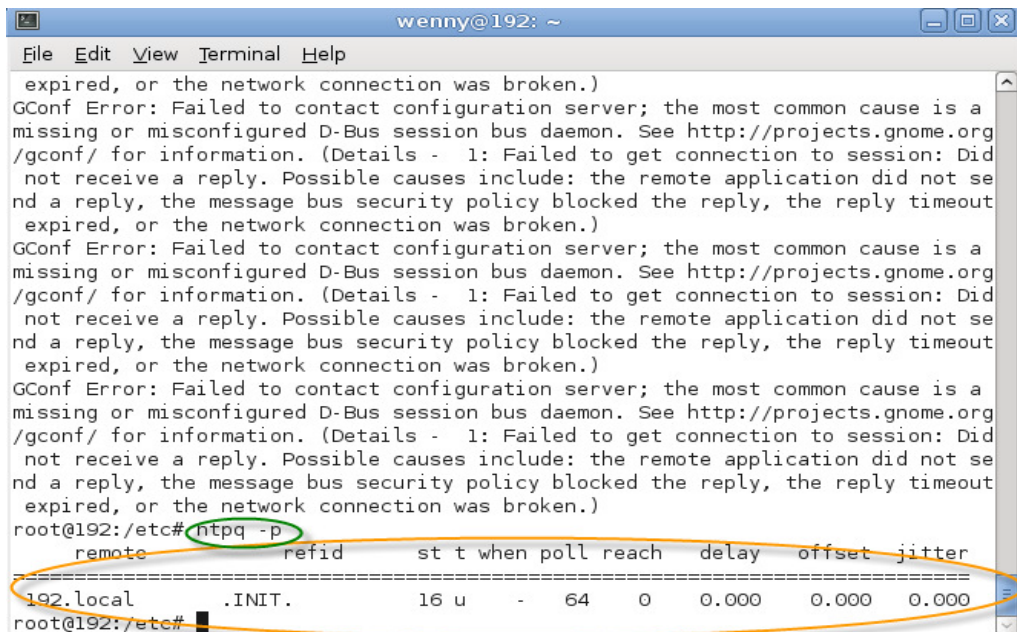 wenny@192: ~
File Edit View Terminal Help
expired, or the network connection was broken.)
GConf Error: Failed to contact configuration server; the most common cause is a
missing or misconfigured D-Bus session bus daemon. See http://projects.gnome.org
/gconf/ for information. (Details - 1: Failed to get connection to session: Did
not receive a reply. Possible causes include: the remote application did not se
nd a reply, the message bus security policy blocked the reply, the reply timeout
expired, or the network connection was broken.)
GConf Error: Failed to contact configuration server; the most common cause is a
missing or misconfigured D-Bus session bus daemon. See http://projects.gnome.org
/gconf/ for information. (Details - 1: Failed to get connection to session: Did
not receive a reply. Possible causes include: the remote application did not se
nd a reply, the message bus security policy blocked the reply, the reply timeout
expired, or the network connection was broken.)
GConf Error: Failed to contact configuration server; the most common cause is a
missing or misconfigured D-Bus session bus daemon. See http://projects.gnome.org
/gconf/ for information. (Details - 1: Failed to get connection to session: Did
not receive a reply. Possible causes include: the remote application did not se
nd a reply, the message bus security policy blocked the reply, the reply timeout
expired, or the network connection was broken.)
root@192:/etc# ntpq -p
remote refid st t when poll reach delay offset jitter
==============================================================================
192.local .INIT. 16 u - 64 0 0.000 0.000 0.000
root@192:/etc#